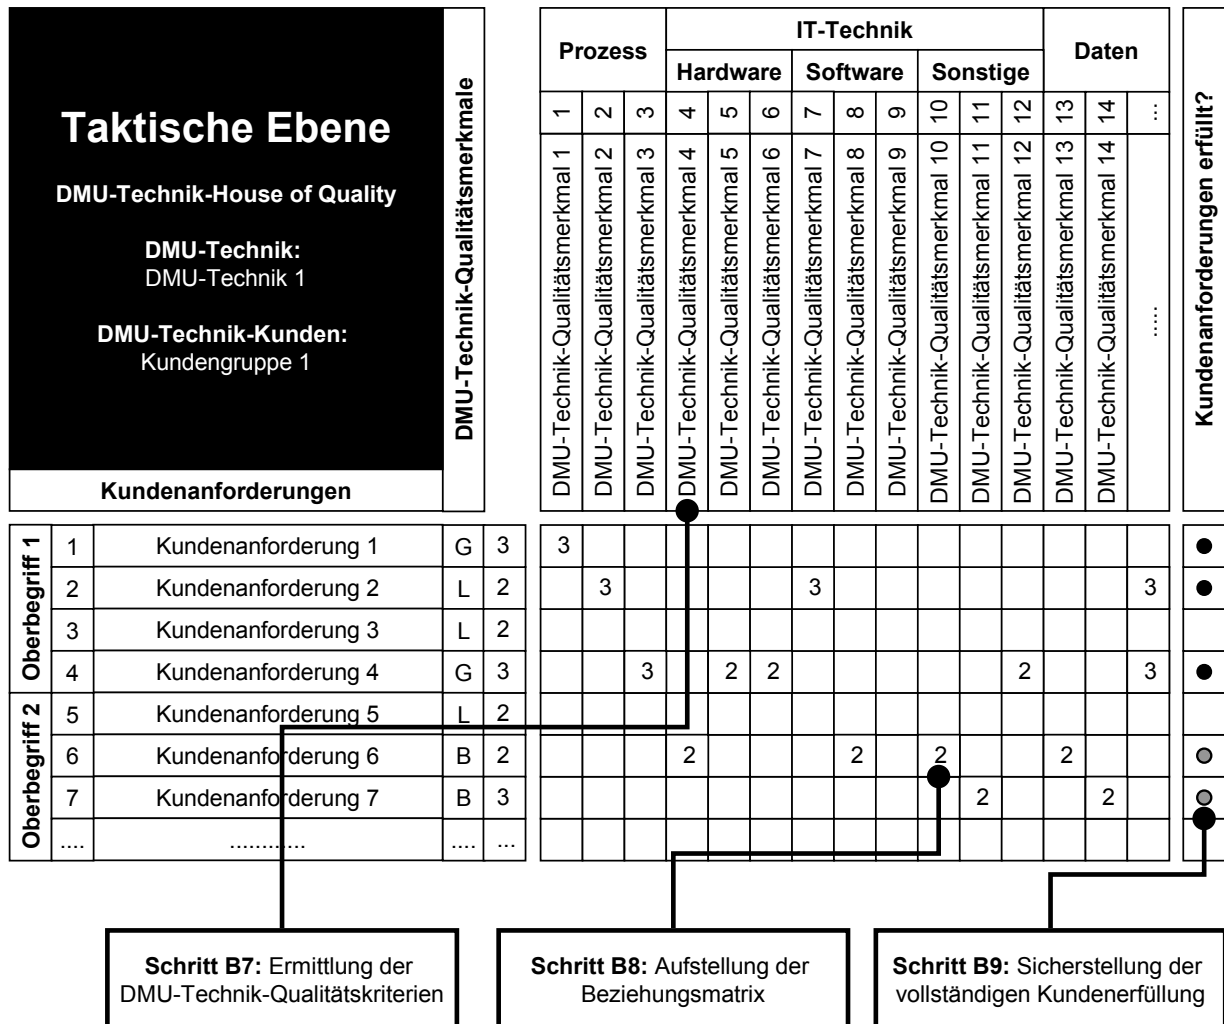 Taktische Ebene
DMU-Technik-House of Quality
DMU-Technik:
DMU-Technik 1
DMU-Technik-Kunden:
Kundengruppe 1
Kundenanforderungen
DMU-Technik-Qualitätsmerkmale
Prozess
IT-Technik
Daten
Hardware Software Sonstige
1 2 3 4 5 6 7 8 9 10 11 12 13 14 ...
DMU-Technik-Qualitätsmerkmal 1
DMU-Technik-Qualitätsmerkmal 2
DMU-Technik-Qualitätsmerkmal 3
DMU-Technik-Qualitätsmerkmal 4
DMU-Technik-Qualitätsmerkmal 5
DMU-Technik-Qualitätsmerkmal 6
DMU-Technik-Qualitätsmerkmal 7
DMU-Technik-Qualitätsmerkmal 8
DMU-Technik-Qualitätsmerkmal 9
DMU-Technik-Qualitätsmerkmal 10
DMU-Technik-Qualitätsmerkmal 11
DMU-Technik-Qualitätsmerkmal 12
DMU-Technik-Qualitätsmerkmal 13
DMU-Technik-Qualitätsmerkmal 14
.....
Kundenanforderungen erfüllt?
Oberbegriff 1
1 Kundenanforderung 1 G 3 3
2 Kundenanforderung 2 L 2 3 3 3
3 Kundenanforderung 3 L 2
4 Kundenanforderung 4 G 3 3 2 2 2 3
Oberbegriff 2
5 Kundenanforderung 5 L 2
6 Kundenanforderung 6 B 2 2 2 2 2
7 Kundenanforderung 7 B 3 2 2
.... ............ .... ...
Schritt B7: Ermittlung der
DMU-Technik-Qualitätskriterien
Schritt B8: Aufstellung der
Beziehungsmatrix
Schritt B9: Sicherstellung der
vollständigen Kundenerfüllung